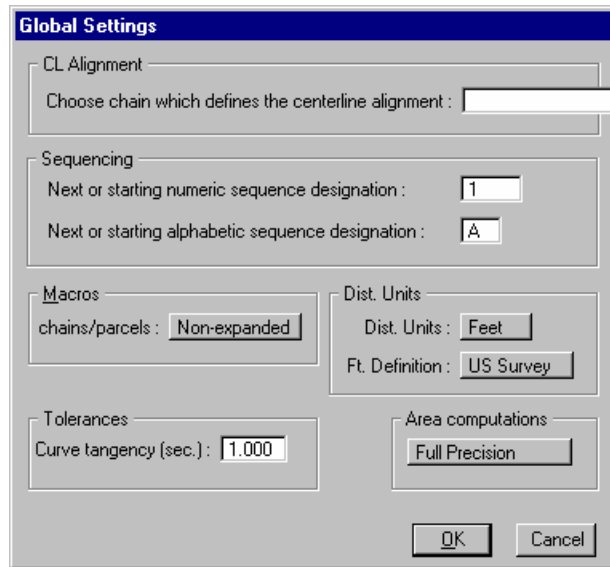 Global Settings
CL Alignment
Choose chain which defines the centerline alignment :
Sequencing
Next or starting numeric sequence designation : 1
Next or starting alphabetic sequence designation : A
Macros
chains/parcels : Non-expanded
Dist. Units
Dist. Units : Feet
Ft. Definition : US Survey
Tolerances
Curve tangency (sec.) : 1.000
Area computations
Full Precision
OK Cancel